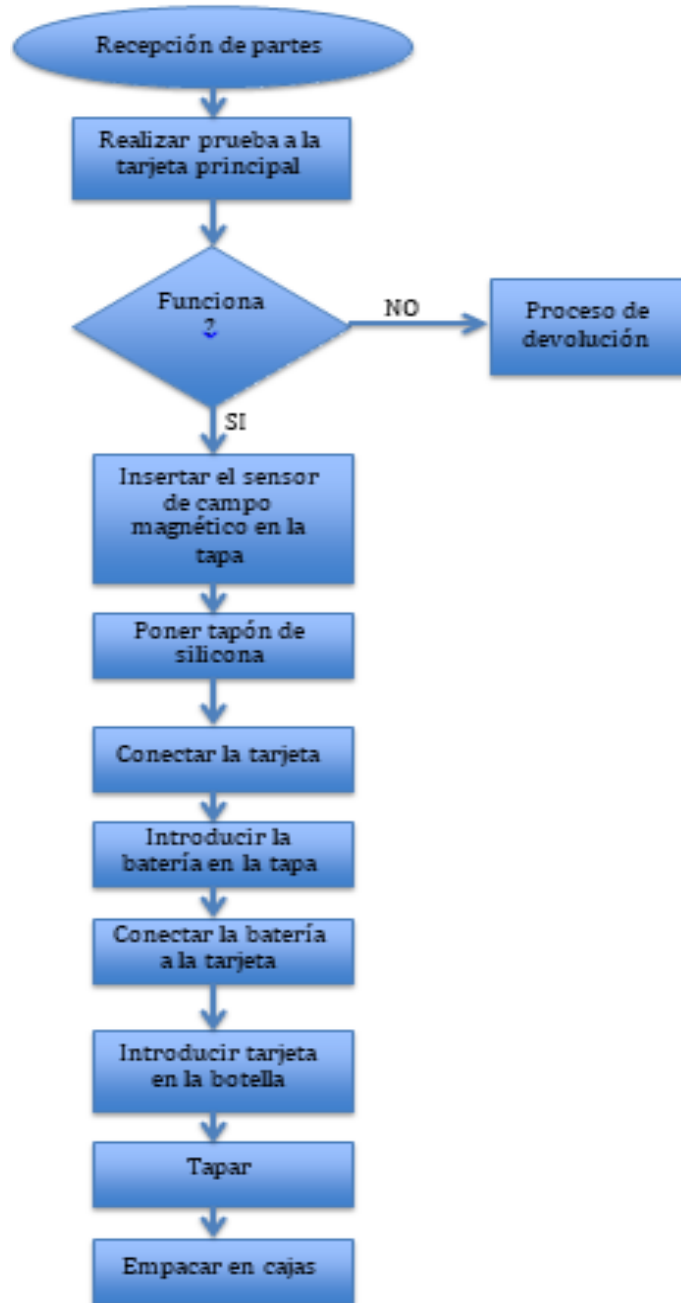 Recepción de partes
Realizar prueba a la
tarjeta principal
Funciona
?
NO
Proceso de
devolución
SI
Insertar el sensor
de campo
magnético en la
tapa
Poner tapón de
silicona
Conectar la tarjeta
Introducir la
batería en la tapa
Conectar la batería
a la tarjeta
Introducir tarjeta
en la botella
Tapar
Empacar en cajas